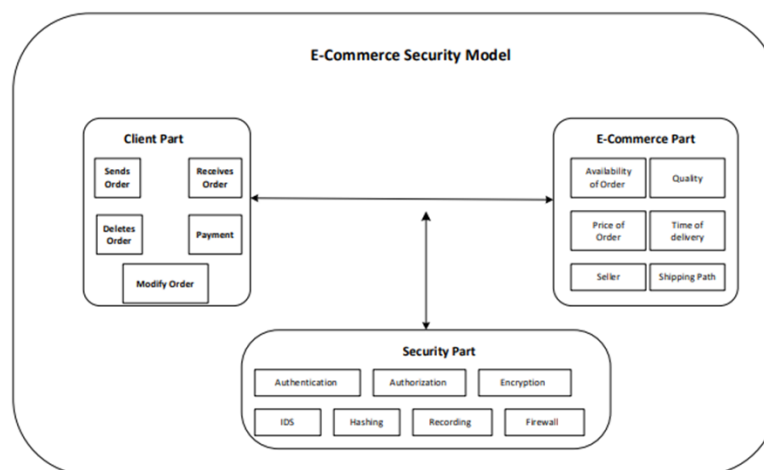 E-Commerce Security Model
Client Part
Sends
Order
Receives
Order
Deletes
Order
Payment
Modify Order
E-Commerce Part
Availability
of Order
Quality
Price of
Order
Time of
delivery
Seller
Shipping Path
Security Part
Authentication
Authorization
Encryption
IDS
Hashing
Recording
Firewall